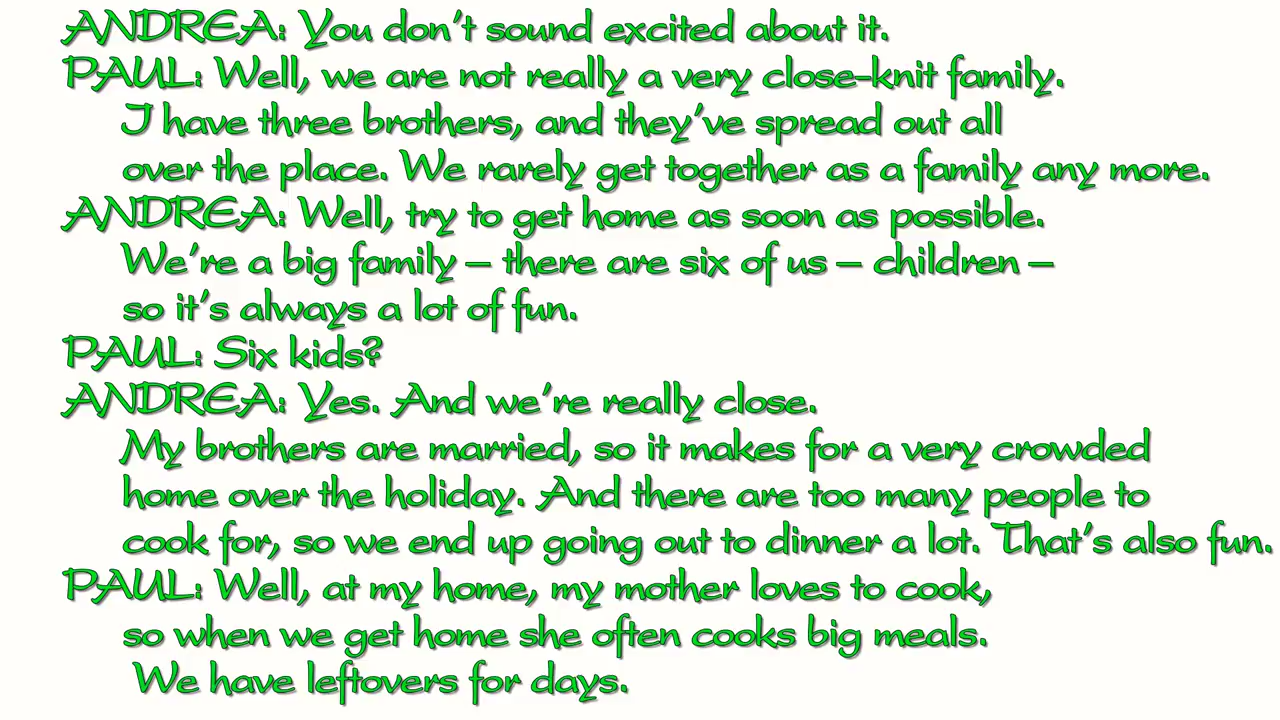 ANDREA: You don't sound excited about it.
PAUL: Well, we are not really a very close-knit family.
I have three brothers, and they've spread out all
over the place. We rarely get together as a family any more.
ANDREA: Well, try to get home as soon as possible.
We're a big family – there are six of us – children –
so it's always a lot of fun.
PAUL: Six kids?
ANDREA: Yes. And we're really close.
My brothers are married, so it makes for a very crowded
home over the holiday. And there are too many people to
cook for, so we end up going out to dinner a lot. That's also fun.
PAUL: Well, at my home, my mother loves to cook,
so when we get home she often cooks big meals.
We have leftovers for days.